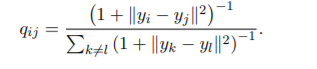 q_{ij} = \frac{(1 + \|y_i - y_j\|^2)^{-1}}{\sum_{k \neq l} (1 + \|y_k - y_l\|^2)^{-1}}.